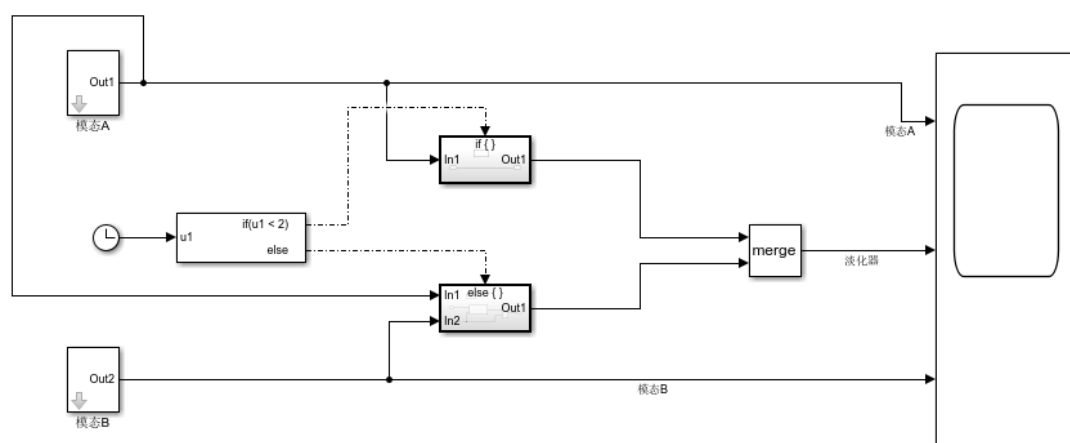 Out1
模态A
模态A
if { }
In1
Out1
if(u1 < 2)
u1
else
merge
淡化器
else { }
In1
Out1
In2
Out2
模态B
模态B